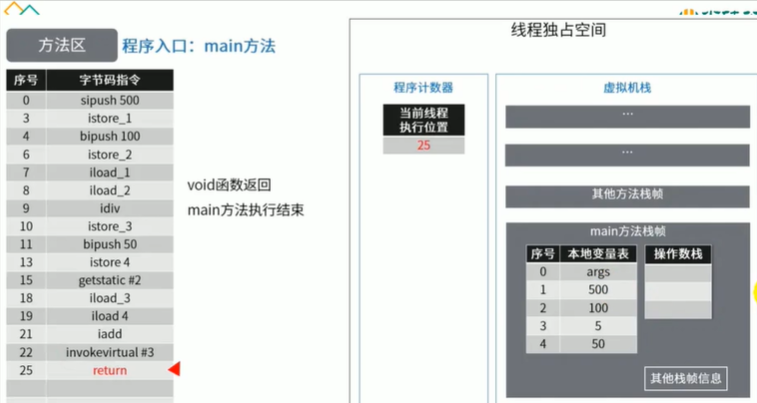 方法区
程序入口：main方法
序号 字节码指令
0 sipush 500
3 istore_1
4 bipush 100
6 istore_2
7 iload_1
8 iload_2
9 idiv
10 istore_3
11 bipush 50
13 istore 4
15 getstatic #2
18 iload_3
19 iload 4
21 iadd
22 invokevirtual #3
25 return
void函数返回
main方法执行结束
线程独占空间
程序计数器
当前线程
执行位置
25
虚拟机栈
...
...
其他方法栈帧
main方法栈帧
序号 本地变量表
0 args
1 500
2 100
3 5
4 50
操作数栈
其他栈帧信息